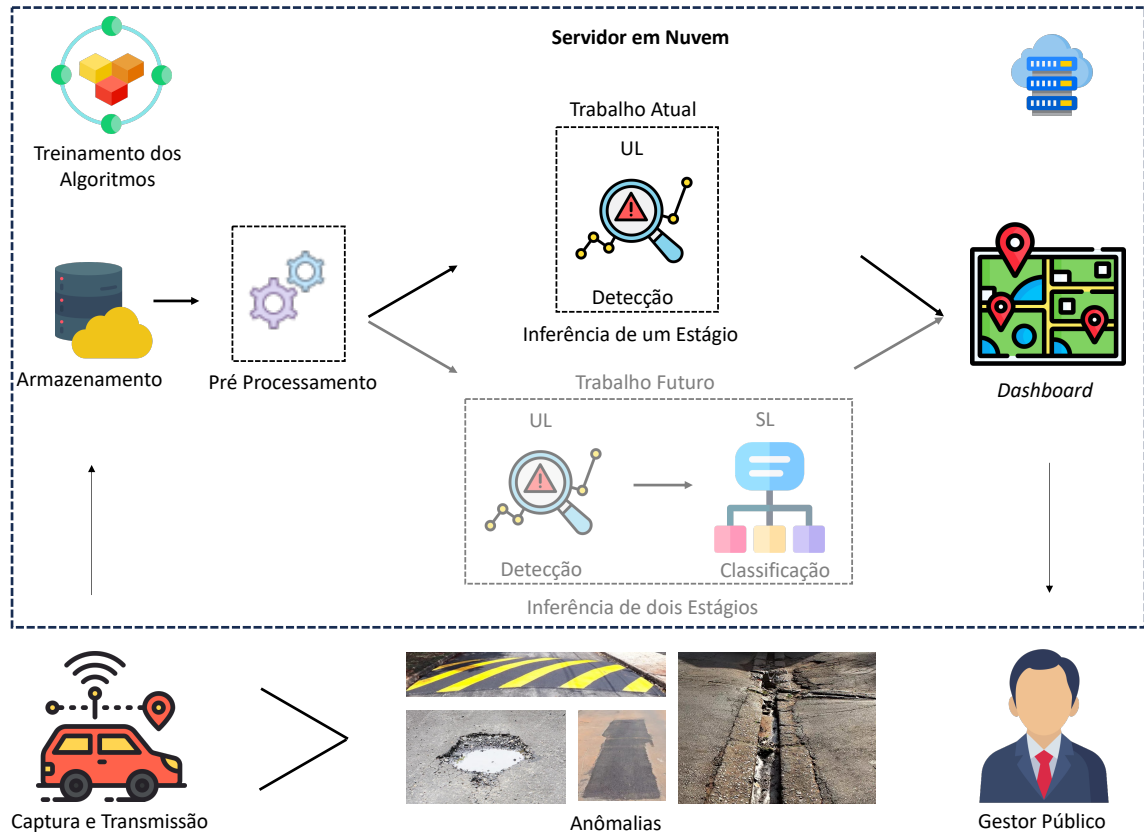 Servidor em Nuvem
Treinamento dos
Algoritmos
Trabalho Atual
UL
Detecção
Inferência de um Estágio
Armazenamento
Pré Processamento
Dashboard
Trabalho Futuro
UL
SL
Detecção
Classificação
Inferência de dois Estágios
Captura e Transmissão
Anômalias
Gestor Público